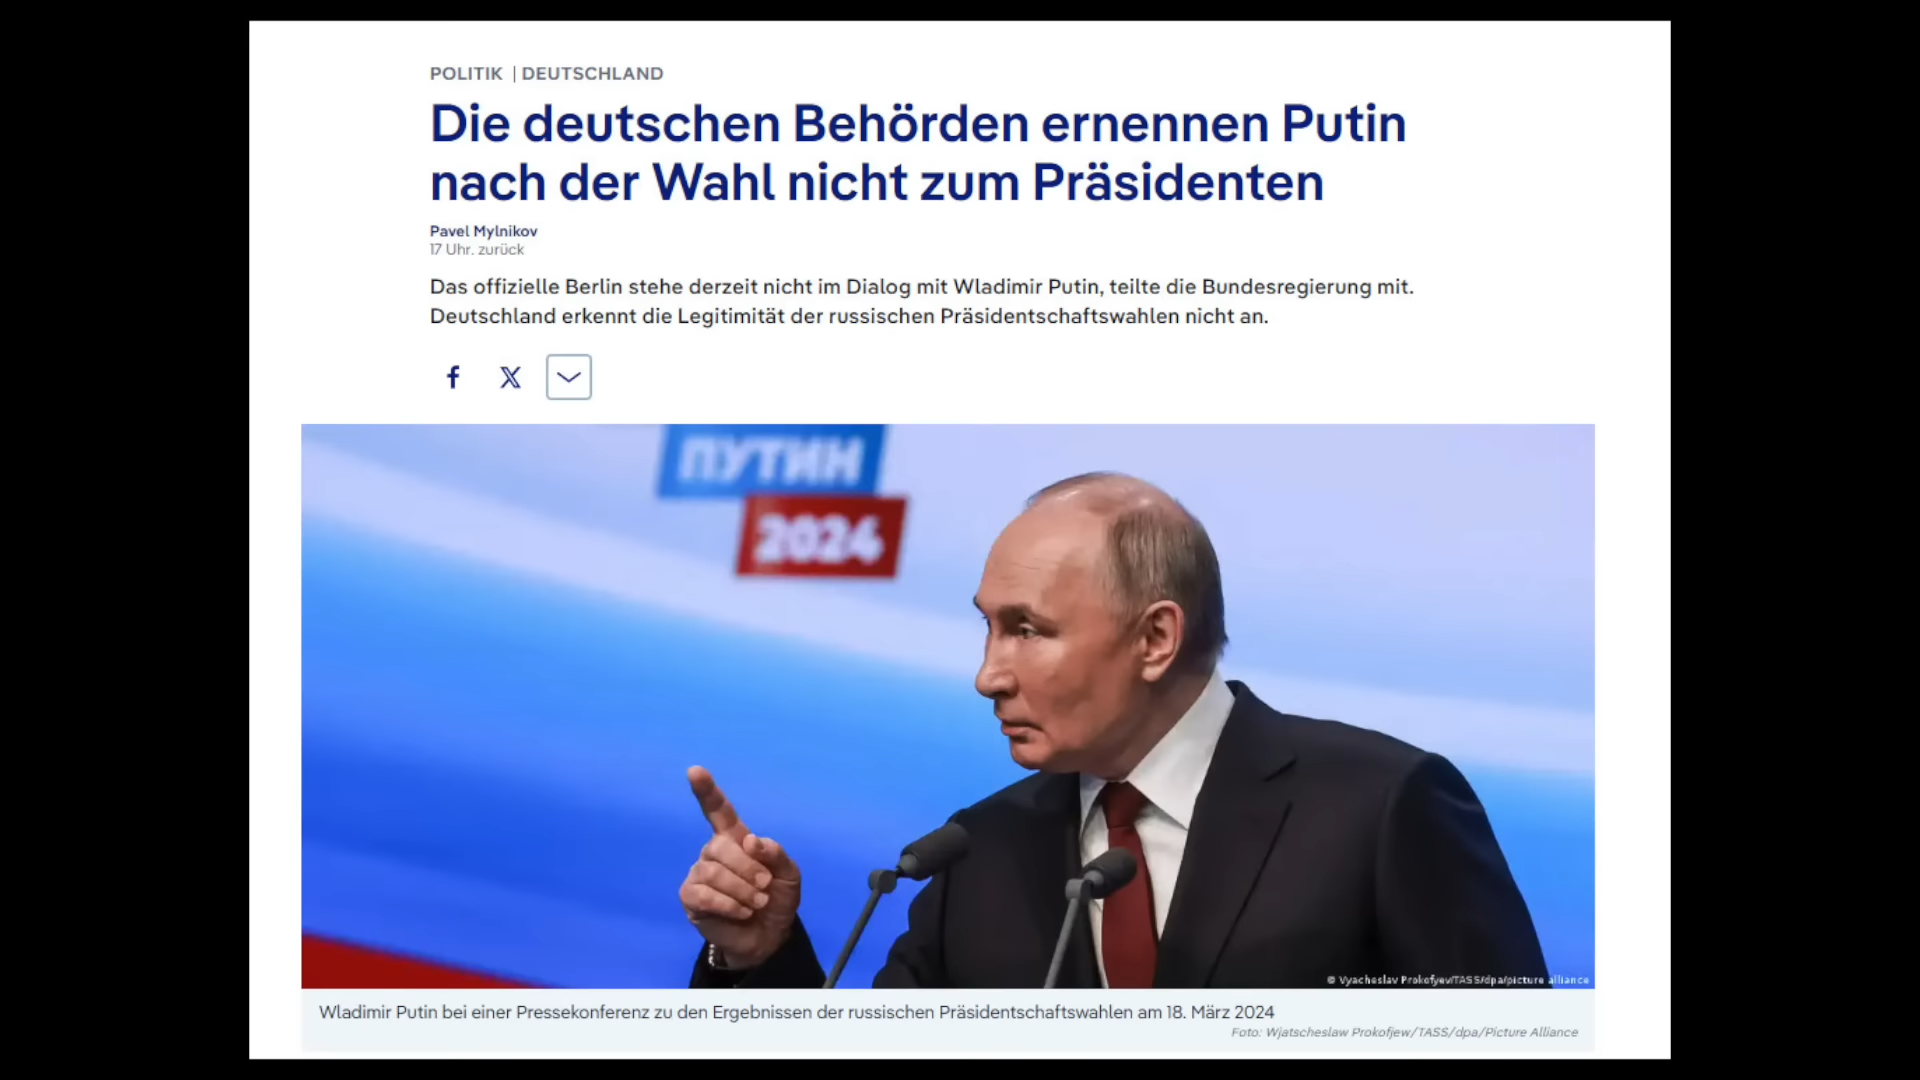 POLITIK | DEUTSCHLAND
Die deutschen Behörden ernennen Putin
nach der Wahl nicht zum Präsidenten
Pavel Mylnikov
17 Uhr. zurück
Das offizielle Berlin stehe derzeit nicht im Dialog mit Wladimir Putin, teilte die Bundesregierung mit.
Deutschland erkennt die Legitimität der russischen Präsidentschaftswahlen nicht an.
ПУТИН
2024
© Vyacheslav Prokofyev/TASS/dpa/picture alliance
Wladimir Putin bei einer Pressekonferenz zu den Ergebnissen der russischen Präsidentschaftswahlen am 18. März 2024
Foto: Wjatscheslaw Prokofjew/TASS/dpa/Picture Alliance